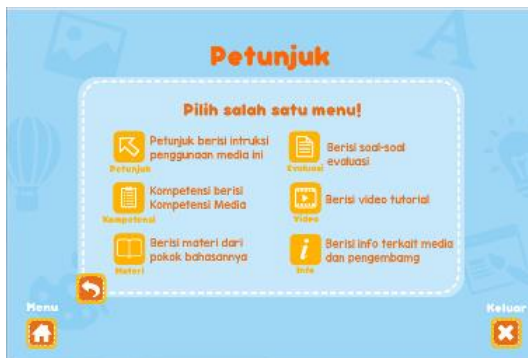 Petunjuk
Pilih salah satu menu!
Petunjuk berisi intruksi
penggunaan media ini
Petunjuk
Kompetensi berisi
Kompetensi Media
Kompetensi
Berisi materi dari
pokok bahasannya
Materi
Berisi soal-soal
evaluasi
Evaluasi
Berisi video tutorial
Video
Berisi info terkait media
dan pengembamg
Info
Menu
Keluar